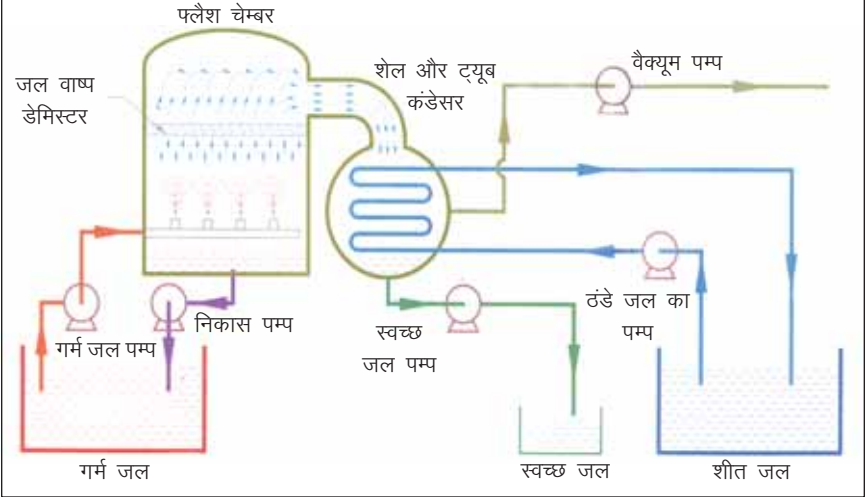 फ्लैश चेम्बर
जल वाष्प
डेमिस्टर
शेल और ट्यूब
कंडेसर
वैक्यूम पम्प
गर्म जल पम्प
निकास पम्प
स्वच्छ
जल पम्प
ठंडे जल का
पम्प
गर्म जल
स्वच्छ जल
शीत जल